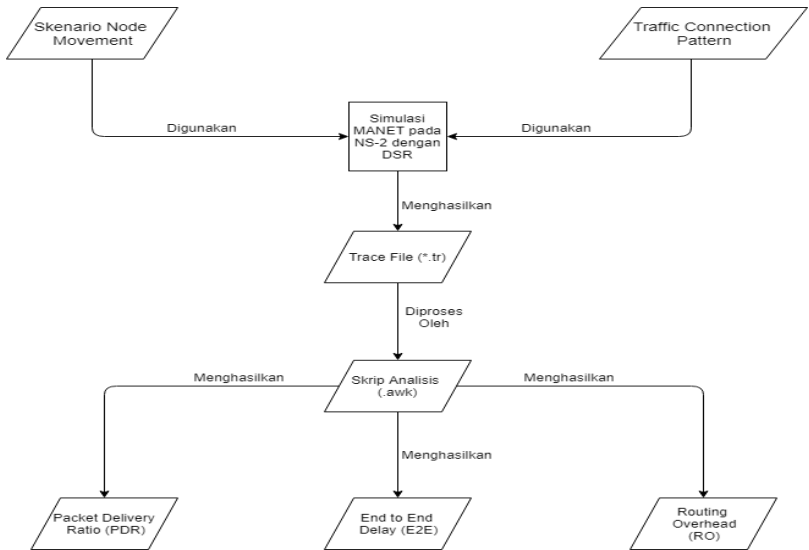 Skenario Node
Movement
Traffic Connection
Pattern
Digunakan
Simulasi
MANET pada
NS-2 dengan
DSR
Digunakan
Menghasilkan
Trace File (*.tr)
Diproses
Oleh
Menghasilkan
Skrip Analisis
(.awk)
Menghasilkan
Menghasilkan
Packet Delivery
Ratio (PDR)
End to End
Delay (E2E)
Routing
Overhead
(RO)